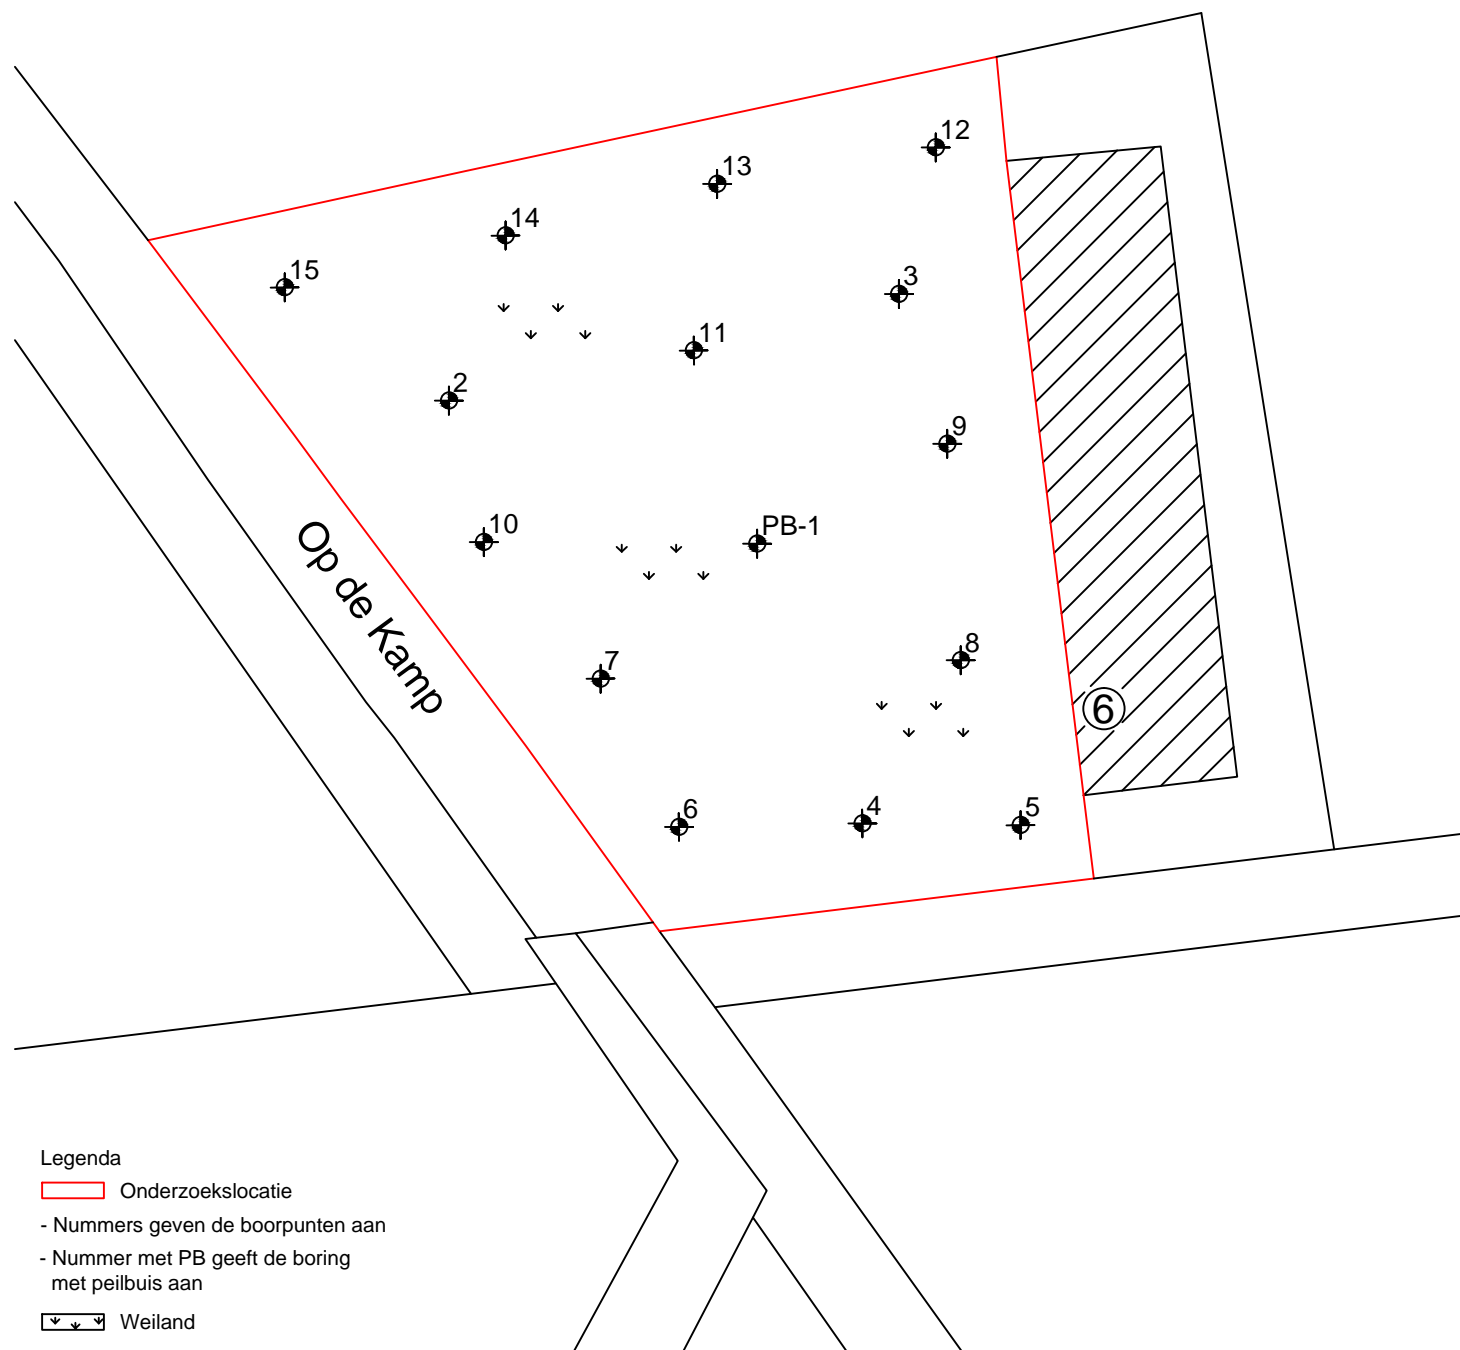 12
13
14
15
3
11
2
9
PB-1
10
Op de Kamp
8
7
6
6
4
5
Legenda
Onderzoekslocatie
- Nummers geven de boorpunten aan
- Nummer met PB geeft de boring
met peilbuis aan
Weiland